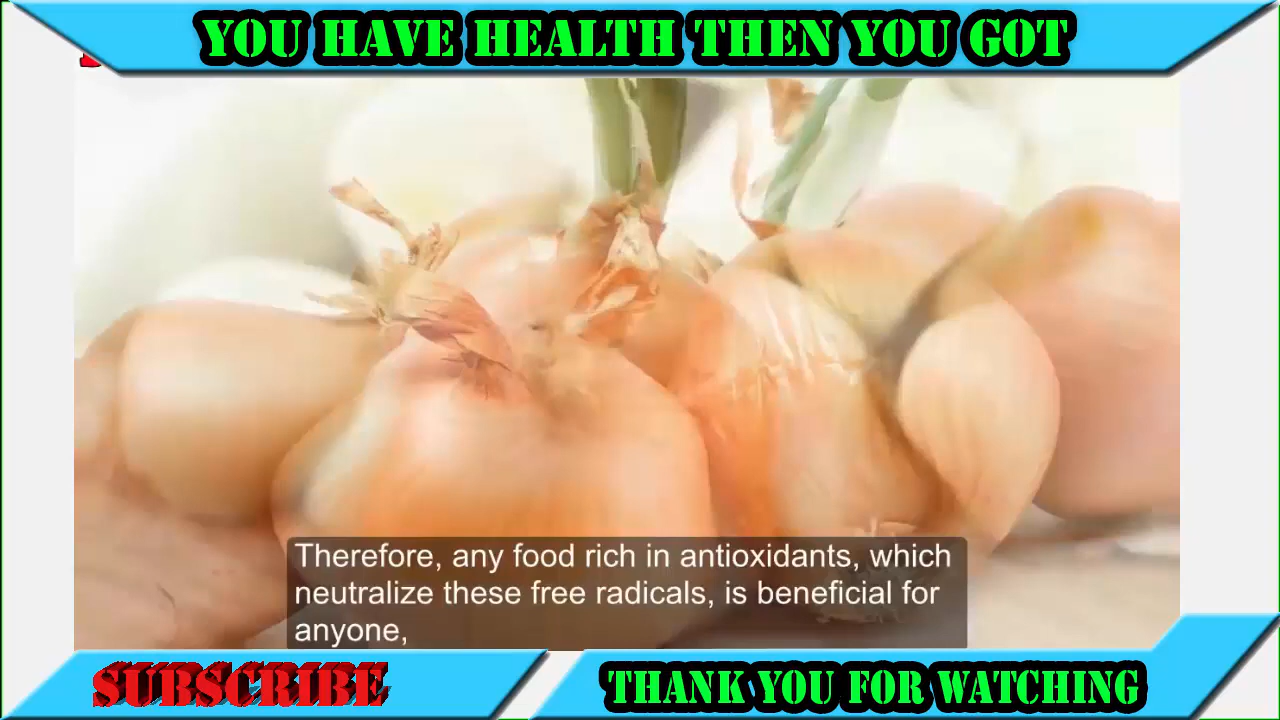 YOU HAVE HEALTH THEN YOU GOT
Therefore, any food rich in antioxidants, which
neutralize these free radicals, is beneficial for
anyone,
SUBSCRIBE
THANK YOU FOR WATCHING